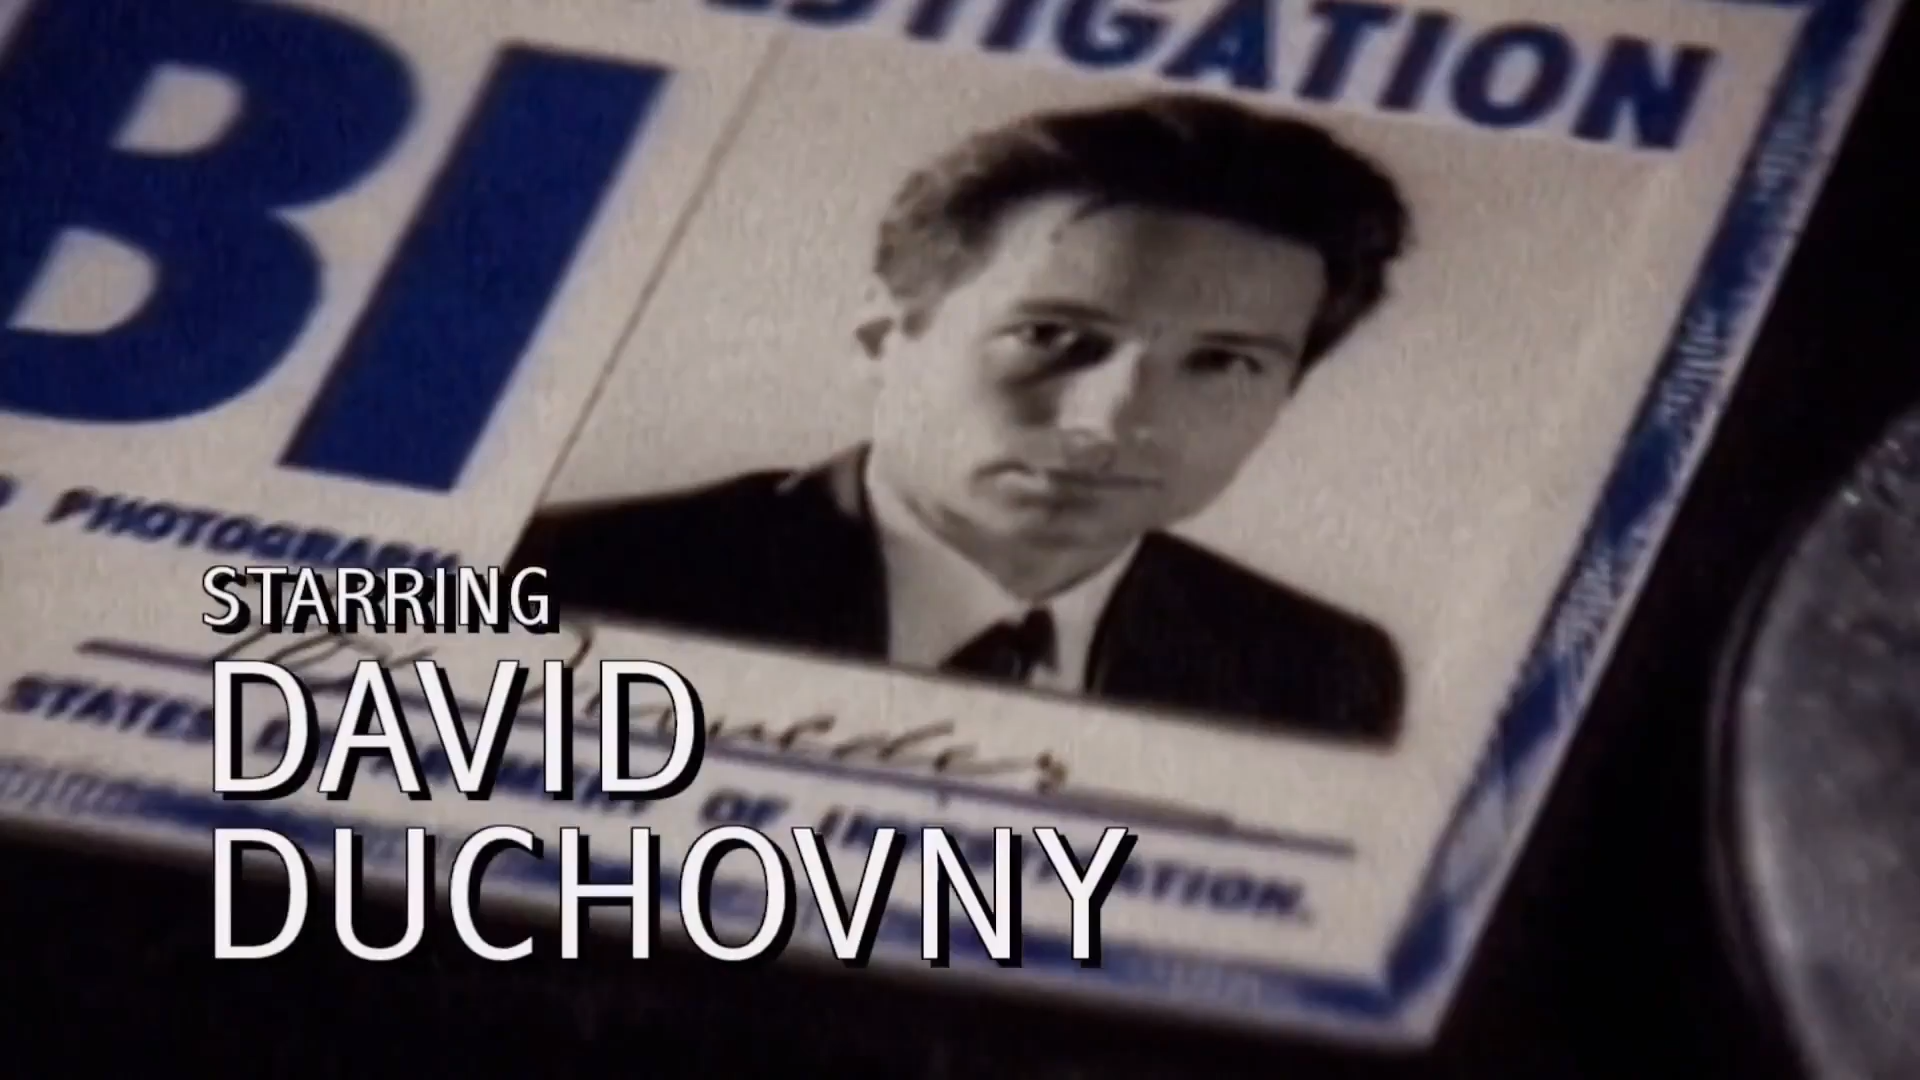 STIGATION
BI
PHOTOGRAPH
STARRING
DAVID
STATES OF
DUCHOVNY